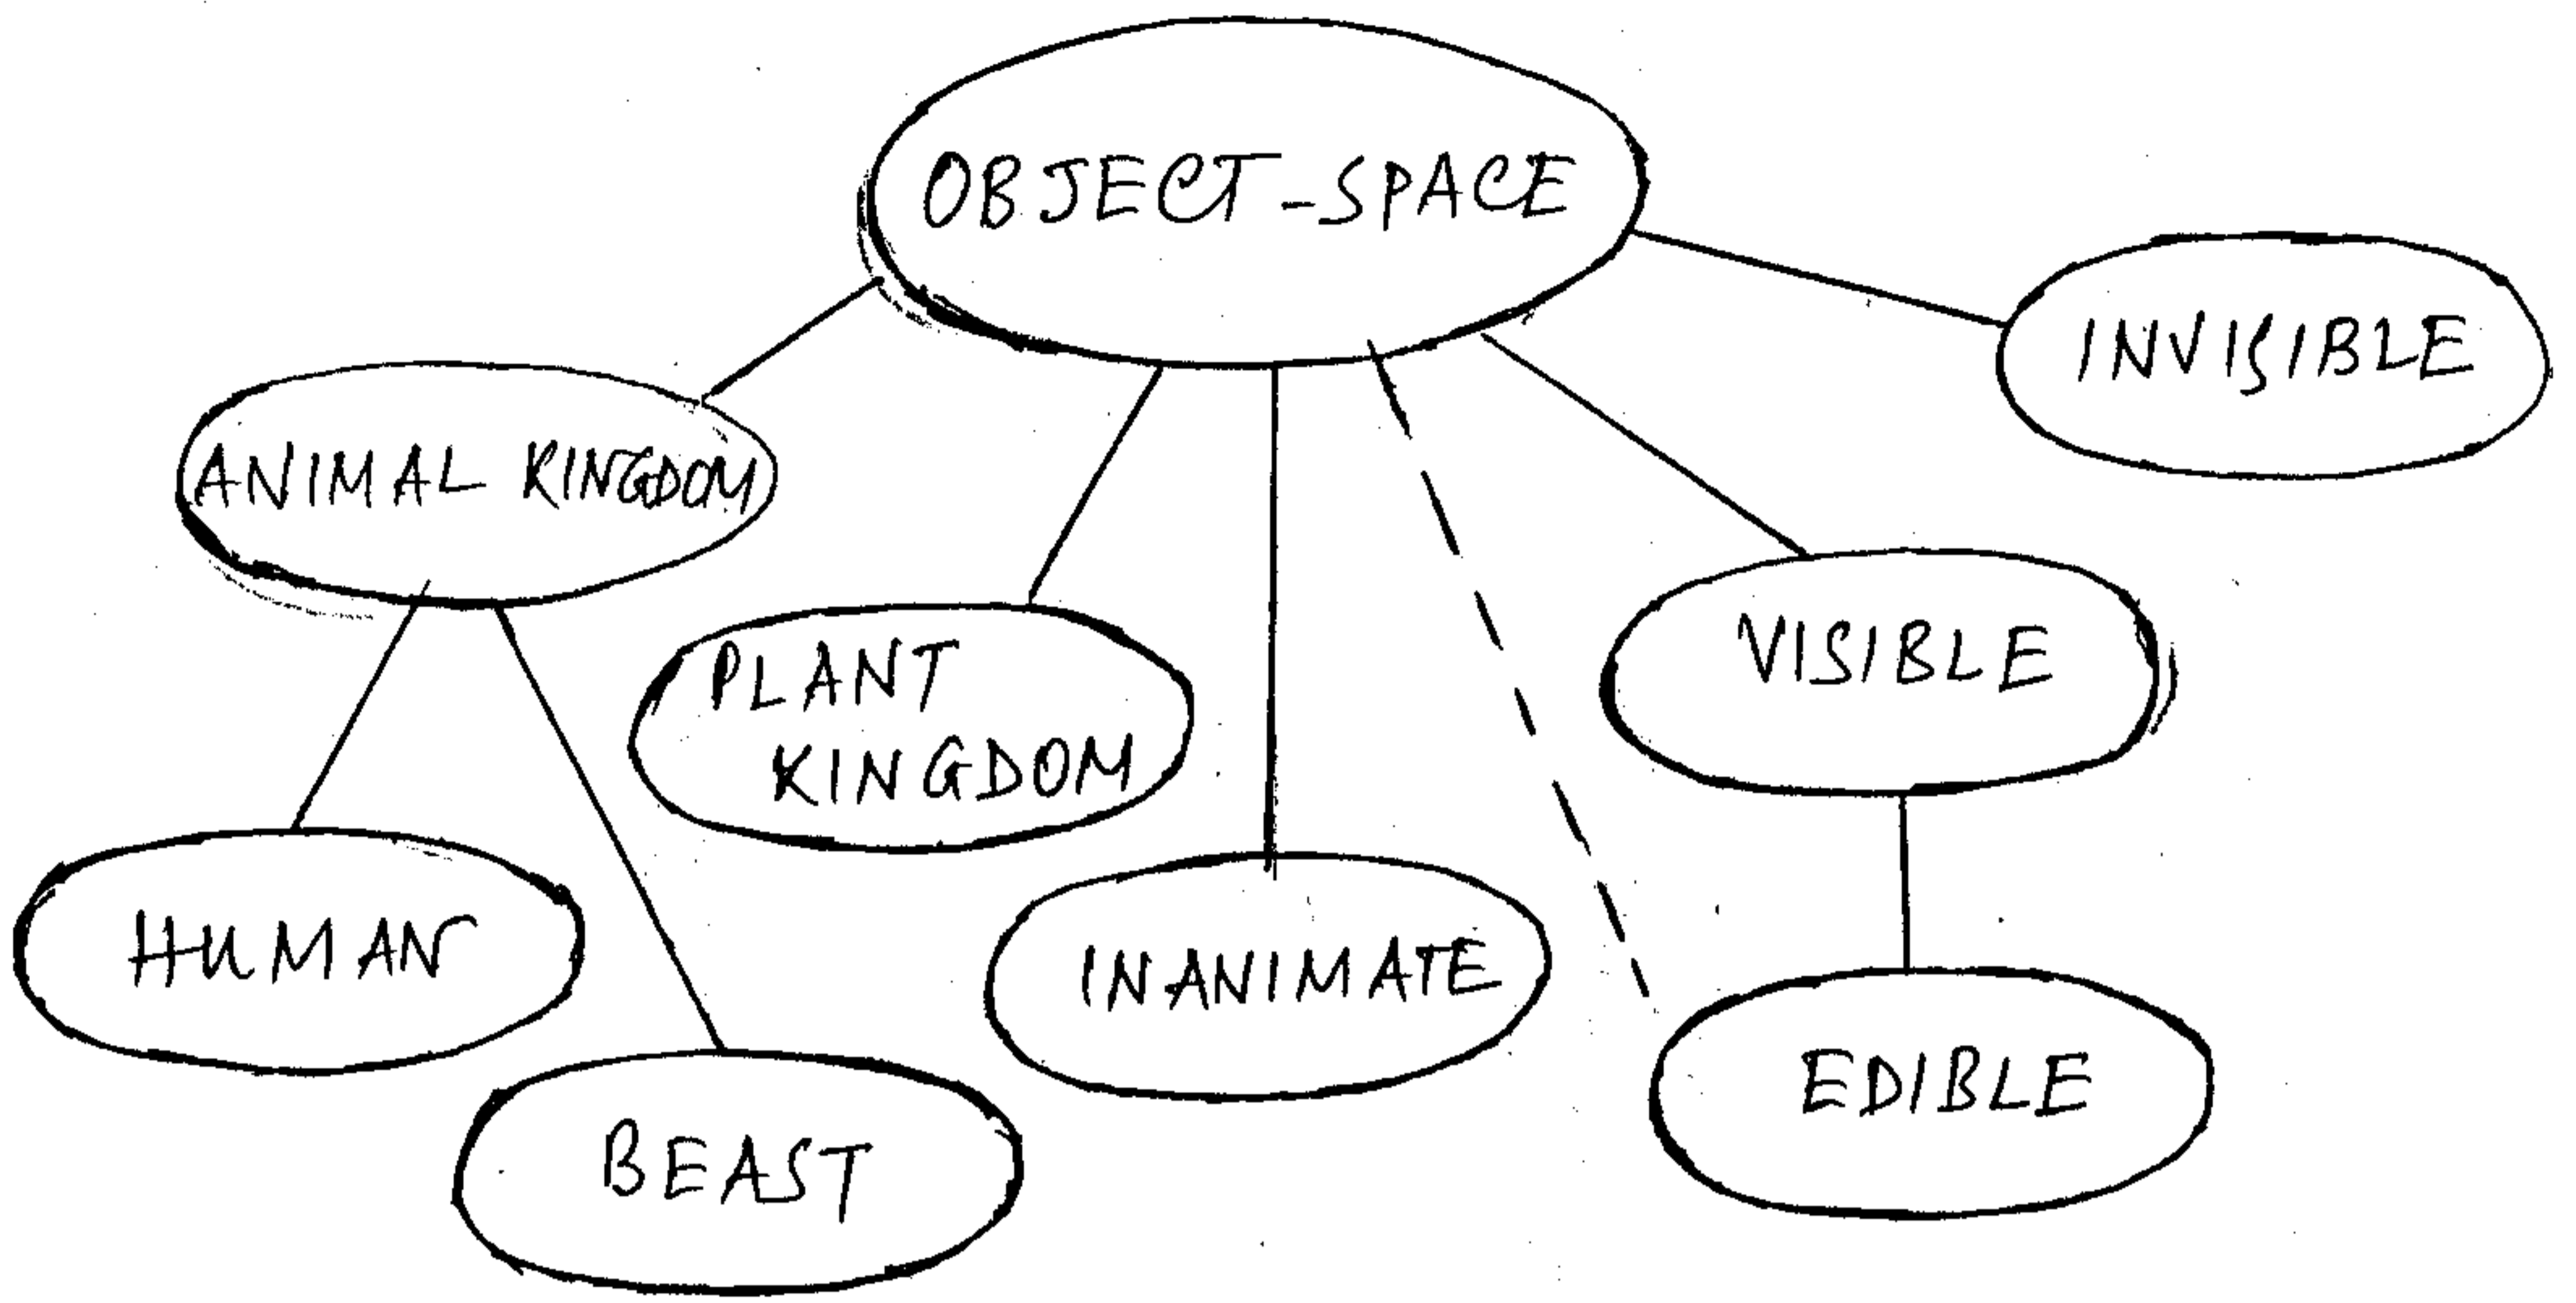 OBJECT-SPACE
INVISIBLE
ANIMAL KINGDOM
VISIBLE
PLANT
KINGDOM
HUMAN
INANIMATE
EDIBLE
BEAST